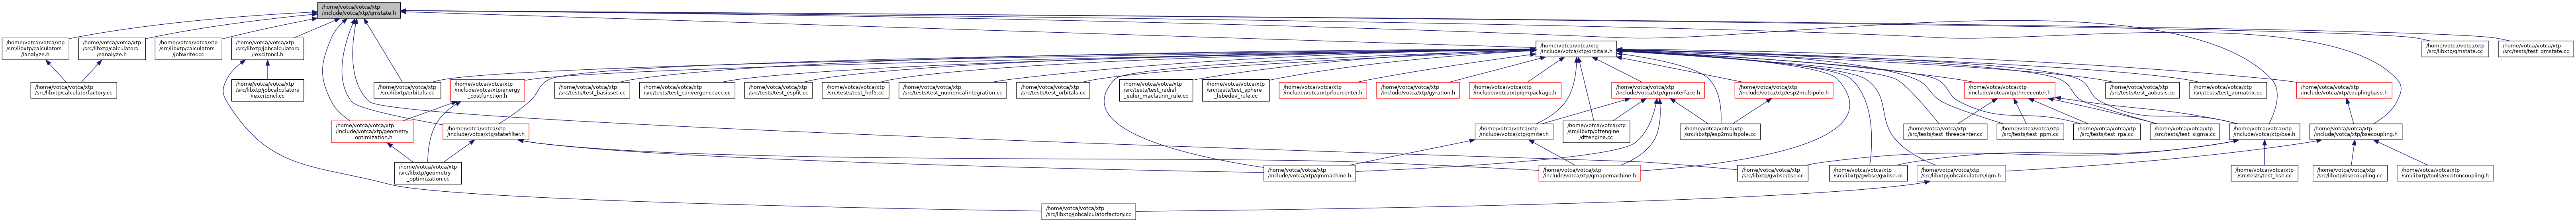 /home/votca/votca/xtp
/include/votca/xtp/qmstate.h
/home/votca/votca/xtp
/src/libxtp/calculators
/ianalyze.h
/home/votca/votca/xtp
/src/libxtp/calculators
/eanalyze.h
/home/votca/votca/xtp
/src/libxtp/calculators
/jobwriter.cc
/home/votca/votca/xtp
/src/libxtp/jobcalculators
/iexcitoncl.h
/home/votca/votca/xtp
/include/votca/xtp/orbitals.h
/home/votca/votca/xtp
/src/libxtp/qmstate.cc
/home/votca/votca/xtp
/src/tests/test_qmstate.cc
/home/votca/votca/xtp
/src/libxtp/calculatorfactory.cc
/home/votca/votca/xtp
/src/libxtp/jobcalculators
/iexcitoncl.cc
/home/votca/votca/xtp
/src/libxtp/orbitals.cc
/home/votca/votca/xtp
/include/votca/xtp/energy
_costfunction.h
/home/votca/votca/xtp
/src/tests/test_basisset.cc
/home/votca/votca/xtp
/src/tests/test_convergenceacc.cc
/home/votca/votca/xtp
/src/tests/test_espfit.cc
/home/votca/votca/xtp
/src/tests/test_hdf5.cc
/home/votca/votca/xtp
/src/tests/test_numericalintegration.cc
/home/votca/votca/xtp
/src/tests/test_orbitals.cc
/home/votca/votca/xtp
/src/tests/test_radial
_euler_maclaurin_rule.cc
/home/votca/votca/xtp
/src/tests/test_sphere
_lebedev_rule.cc
/home/votca/votca/xtp
/include/votca/xtp/fourcenter.h
/home/votca/votca/xtp
/include/votca/xtp/gyration.h
/home/votca/votca/xtp
/include/votca/xtp/qmpackage.h
/home/votca/votca/xtp
/include/votca/xtp/qminterface.h
/home/votca/votca/xtp
/include/votca/xtp/esp2multipole.h
/home/votca/votca/xtp
/include/votca/xtp/threecenter.h
/home/votca/votca/xtp
/src/tests/test_aobasis.cc
/home/votca/votca/xtp
/src/tests/test_aomatrix.cc
/home/votca/votca/xtp
/include/votca/xtp/couplingbase.h
/home/votca/votca/xtp
/include/votca/xtp/geometry
_optimization.h
/home/votca/votca/xtp
/include/votca/xtp/statefilter.h
/home/votca/votca/xtp
/include/votca/xtp/qmiter.h
/home/votca/votca/xtp
/src/libxtp/dftengine
/dftengine.cc
/home/votca/votca/xtp
/src/libxtp/esp2multipole.cc
/home/votca/votca/xtp
/src/tests/test_threecenter.cc
/home/votca/votca/xtp
/src/tests/test_ppm.cc
/home/votca/votca/xtp
/src/tests/test_rpa.cc
/home/votca/votca/xtp
/src/tests/test_sigma.cc
/home/votca/votca/xtp
/include/votca/xtp/bse.h
/home/votca/votca/xtp
/include/votca/xtp/bsecoupling.h
/home/votca/votca/xtp
/src/libxtp/geometry
_optimization.cc
/home/votca/votca/xtp
/include/votca/xtp/qmmachine.h
/home/votca/votca/xtp
/include/votca/xtp/qmapemachine.h
/home/votca/votca/xtp
/src/libxtp/gwbse/bse.cc
/home/votca/votca/xtp
/src/libxtp/gwbse/gwbse.cc
/home/votca/votca/xtp
/src/libxtp/jobcalculators/iqm.h
/home/votca/votca/xtp
/src/tests/test_bse.cc
/home/votca/votca/xtp
/src/libxtp/bsecoupling.cc
/home/votca/votca/xtp
/src/libxtp/tools/excitoncoupling.h
/home/votca/votca/xtp
/src/libxtp/jobcalculatorfactory.cc